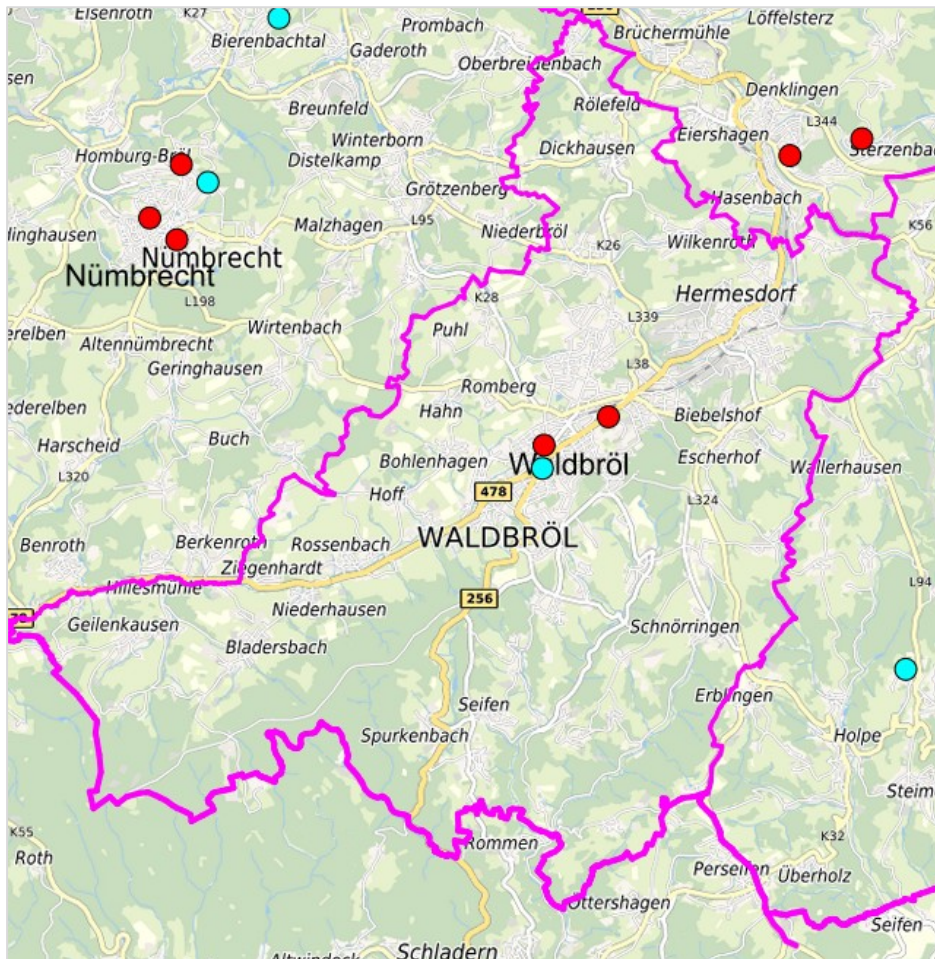 Elsenroth
K27
Prombach
Löffelsterz
Bierenbachtal
Gaderoth
Brüchermühle
Oberbreidenbach
Breunfeld
Rölefeld
Denklingen
L344
Winterborn
Eiershagen
Dickhausen
Homburg-Bröl
Distelkamp
Grötzenberg
Hasenbach
Malzhagen
L95
Niederbröl
K26
Wilkenroth
K56
Nümbrecht
Nümbrecht
L198
K28
Hermesdorf
Wirtenbach
Puhl
L339
Altennümbrecht
Geringhausen
L38
Romberg
Hahn
Biebelshof
Harscheid
Buch
Bohlenhagen
Waldbröl
Escherhof
Wallerhausen
L320
Hoff
478
L324
WALDBRÖL
Benroth
Berkenroth
Rossenbach
Ziegenhardt
Hillesmühle
L94
Niederhausen
256
Geilenkausen
Schnörringen
Bladersbach
Erblingen
Seifen
Spurkenbach
Holpe
K55
Roth
Rommen
K32
Perseifen
Überholz
Ottershagen
Seifen
Schladern